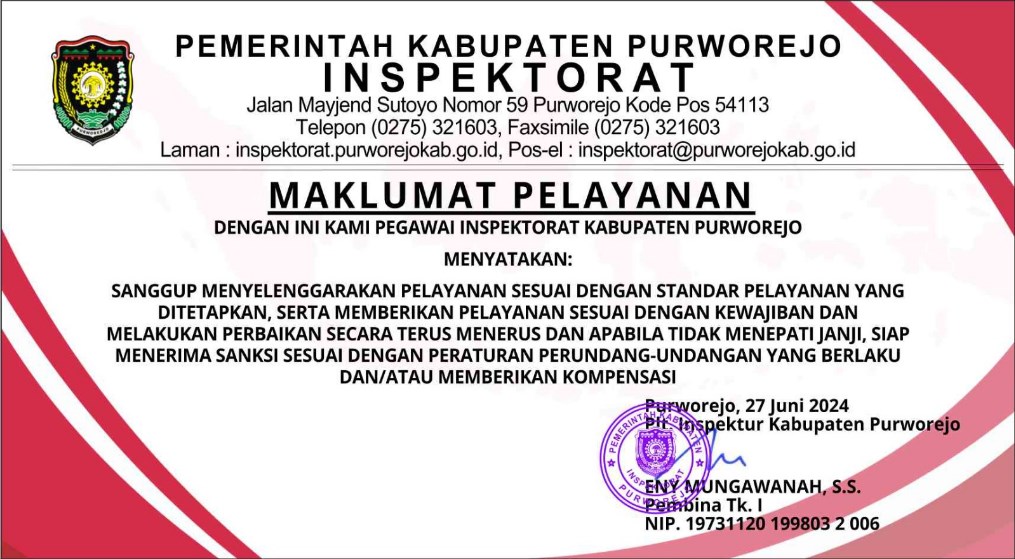 PEMERINTAH KABUPATEN PURWOREJO
INSPEKTORAT
Jalan Mayjend Sutoyo Nomor 59 Purworejo Kode Pos 54113
Telepon (0275) 321603, Faxsimile (0275) 321603
Laman : inspektorat.purworejokab.go.id, Pos-el : inspektorat@purworejokab.go.id
PURWOREJO
MAKLUMAT PELAYANAN
DENGAN INI KAMI PEGAWAI INSPEKTORAT KABUPATEN PURWOREJO
MENYATAKAN:
SANGGUP MENYELENGGARAKAN PELAYANAN SESUAI DENGAN STANDAR PELAYANAN YANG
DITETAPKAN, SERTA MEMBERIKAN PELAYANAN SESUAI DENGAN KEWAJIBAN DAN
MELAKUKAN PERBAIKAN SECARA TERUS MENERUS DAN APABILA TIDAK MENEPATI JANJI, SIAP
MENERIMA SANKSI SESUAI DENGAN PERATURAN PERUNDANG-UNDANGAN YANG BERLAKU
DAN/ATAU MEMBERIKAN KOMPENSASI
Purworejo, 27 Juni 2024
Plt. Inspektur Kabupaten Purworejo
PEMERINTAH KABUPATEN
INSPEKTORAT
PURWOREJO
ENY MUNGAWANAH, S.S.
Pembina Tk. I
NIP. 19731120 199803 2 006